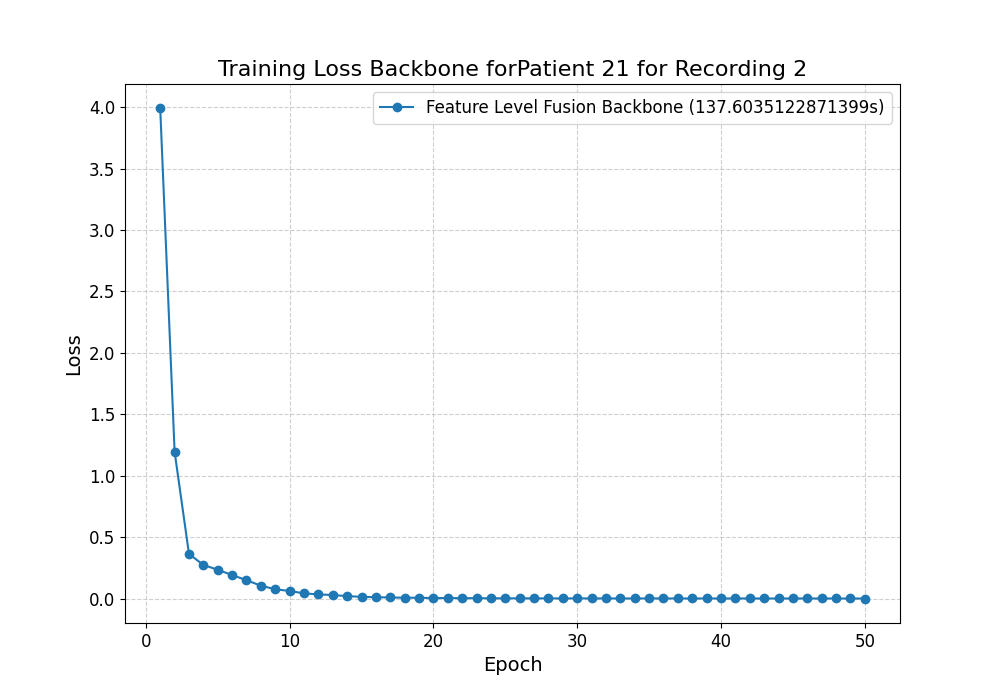 Training Loss Backbone forPatient 21 for Recording 2
Feature Level Fusion Backbone (137.6035122871399s)
4.0
3.5
3.0
2.5
2.0
1.5
1.0
0.5
0.0
Loss
0 10 20 30 40 50
Epoch